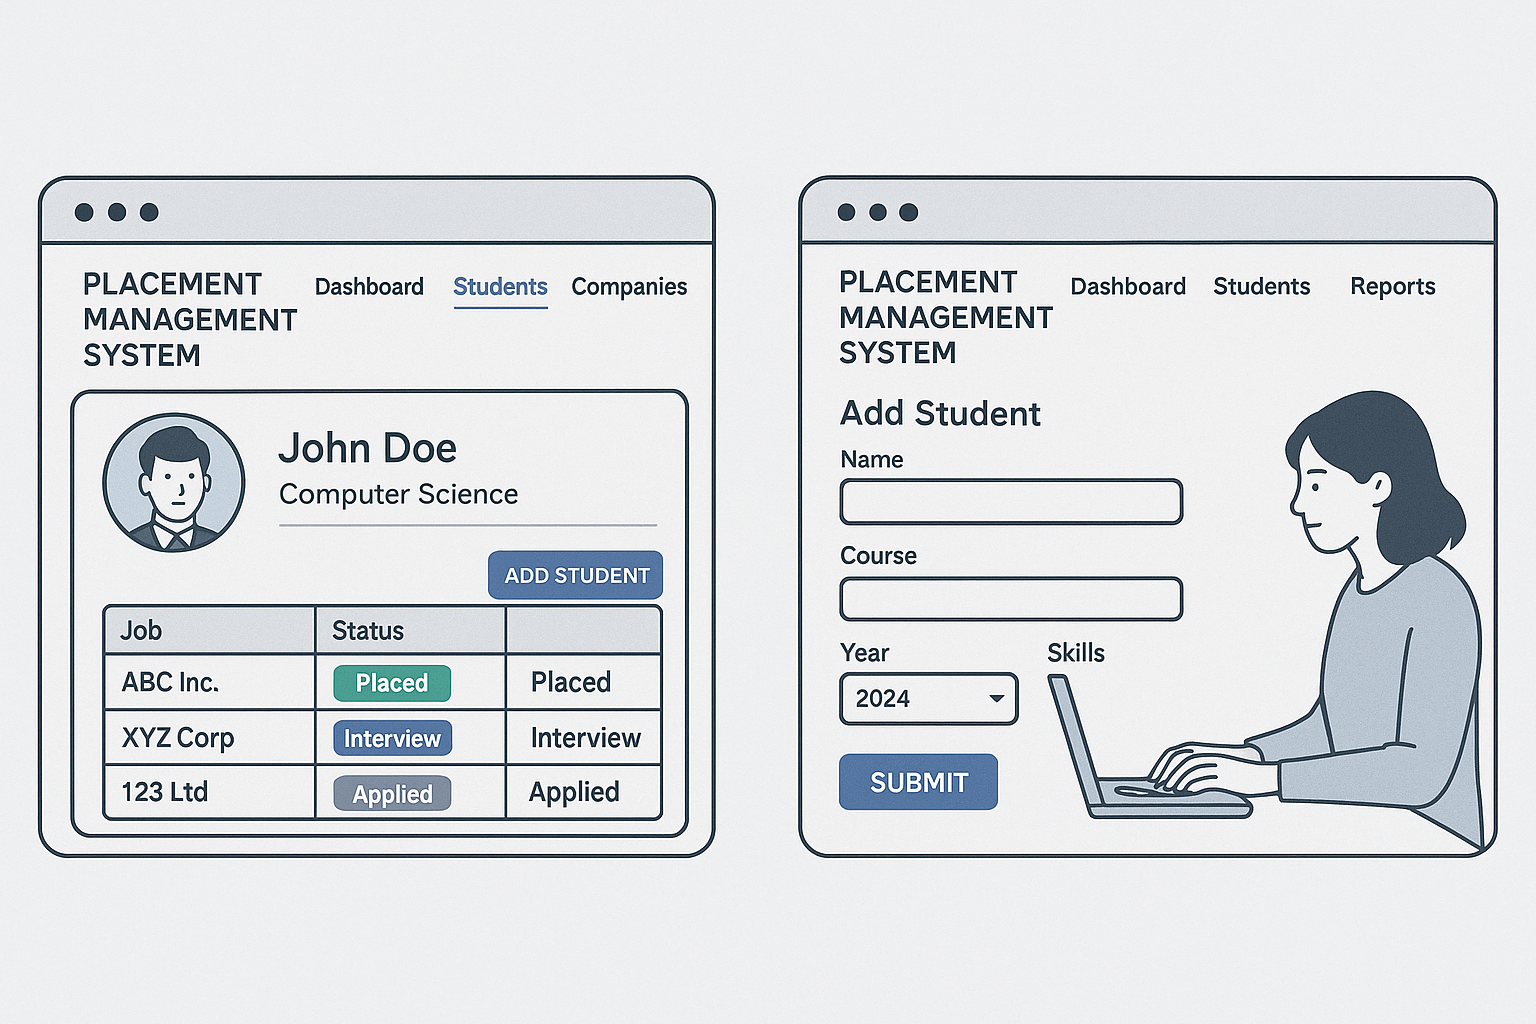 PLACEMENT
MANAGEMENT
SYSTEM
Dashboard Students Companies
John Doe
Computer Science
ADD STUDENT
Job Status
ABC Inc. Placed Placed
XYZ Corp Interview Interview
123 Ltd Applied Applied
PLACEMENT
MANAGEMENT
SYSTEM
Dashboard Students Reports
Add Student
Name
Course
Year Skills
2024
SUBMIT